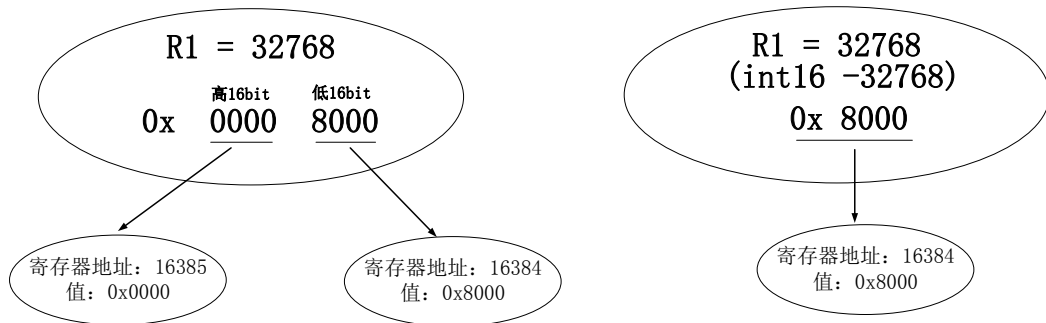 R1 = 32768
高16bit 低16bit
0x 0000 8000
寄存器地址：16385
值：0x0000
寄存器地址：16384
值：0x8000
R1 = 32768
(int16 -32768)
0x 8000
寄存器地址：16384
值：0x8000